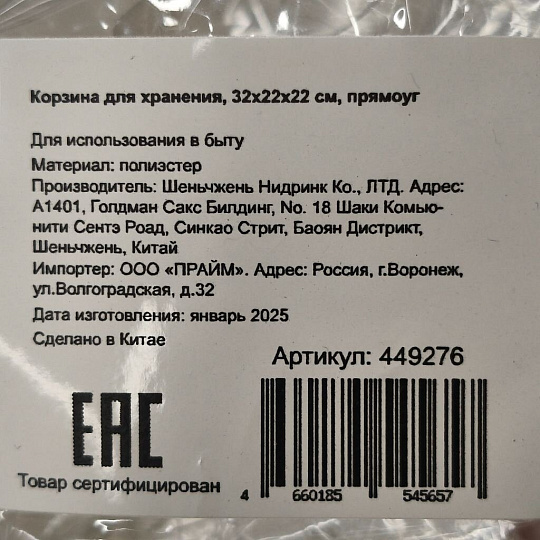 Корзина для хранения, 32х22х22 см, прямоуг
Для использования в быту
Материал: полиэстер
Производитель: Шеньчжень Нидринк Ко., ЛТД. Адрес:
А1401, Голдман Сакс Билдинг, No. 18 Шаки Комью-
нити Сентэ Роад, Синкао Стрит, Баоян Дистрикт,
Шеньчжень, Китай
Импортер: ООО «ПРАЙМ». Адрес: Россия, г.Воронеж,
ул.Волгоградская, д.32
Дата изготовления: январь 2025
Сделано в Китае
Артикул: 449276
EAC
Товар сертифицирован
4 660185 545657